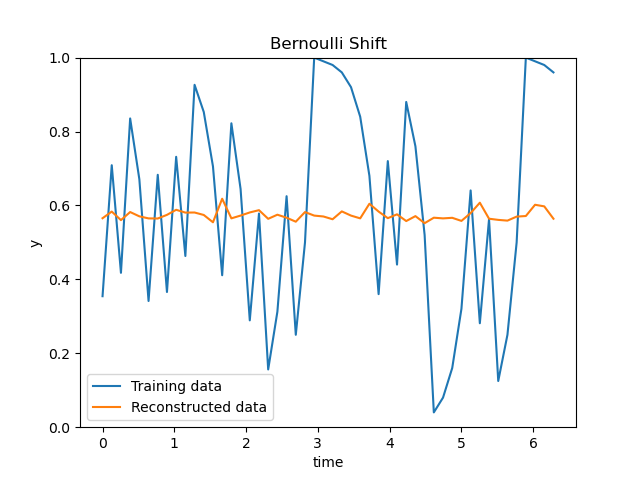 Bernoulli Shift
1.0
0.8
0.6
0.4
0.2
0.0
y
Training data
Reconstructed data
0 1 2 3 4 5 6
time